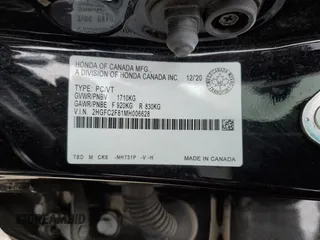 HONDA OF CANADA MFG.,
A DIVISION OF HONDA CANADA INC. 12/20
TYPE: PC/VT
GVWR/PNBV 1710KG
GAWR/PNBE F 920KG R 830KG
V.I.N. 2HGFC2F81MH006628
MADE IN CANADA